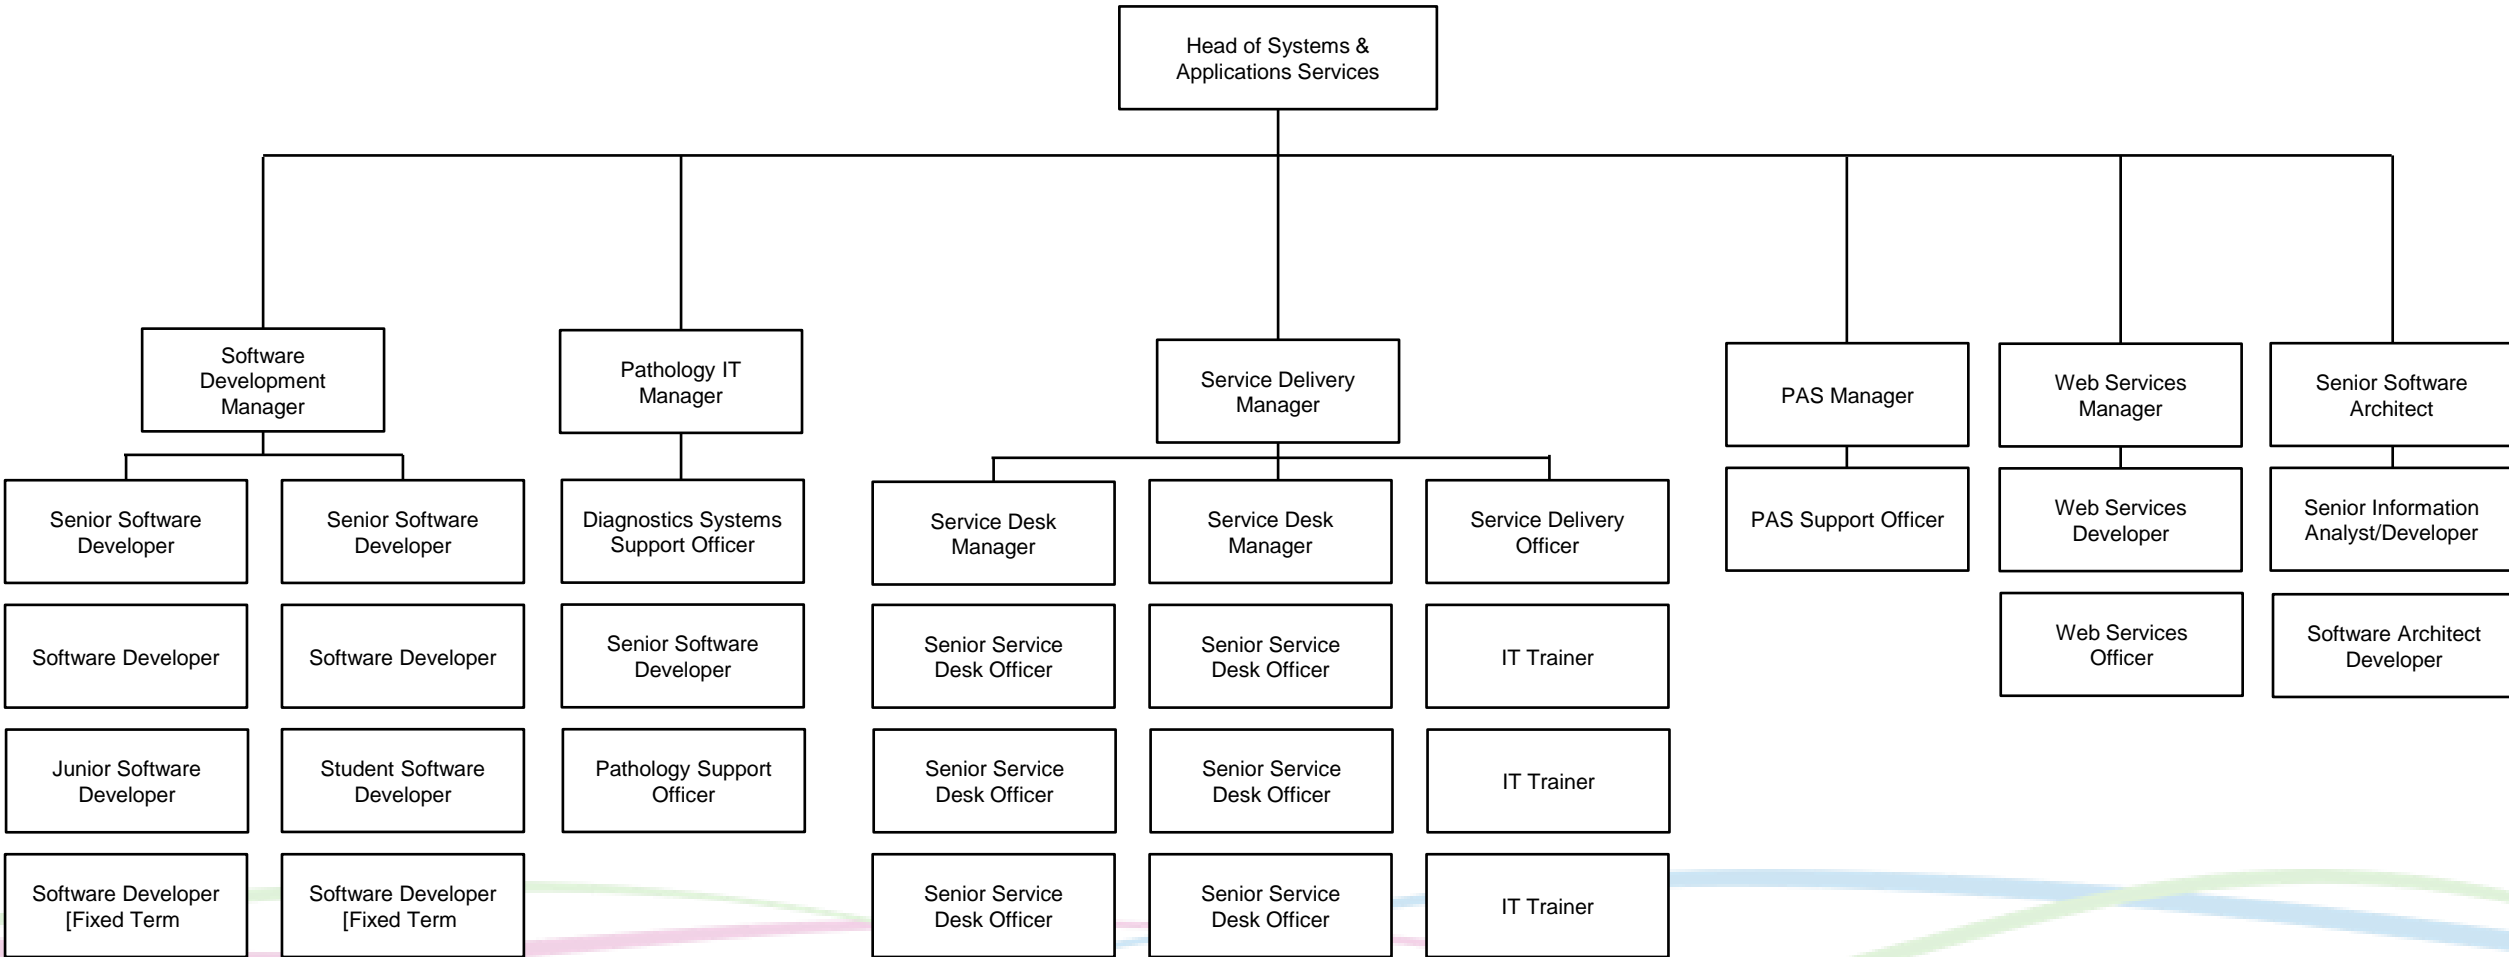 Head of Systems &
Applications Services
Software
Development
Manager
Pathology IT
Manager
Service Delivery
Manager
PAS Manager
Web Services
Manager
Senior Software
Architect
Senior Software
Developer
Senior Software
Developer
Diagnostics Systems
Support Officer
Service Desk
Manager
Service Desk
Manager
Service Delivery
Officer
PAS Support Officer
Web Services
Developer
Senior Information
Analyst/Developer
Software Developer
Software Developer
Senior Software
Developer
Senior Service
Desk Officer
Senior Service
Desk Officer
IT Trainer
Web Services
Officer
Software Architect
Developer
Junior Software
Developer
Student Software
Developer
Pathology Support
Officer
Senior Service
Desk Officer
Senior Service
Desk Officer
IT Trainer
Software Developer
[Fixed Term
Software Developer
[Fixed Term
Senior Service
Desk Officer
Senior Service
Desk Officer
IT Trainer